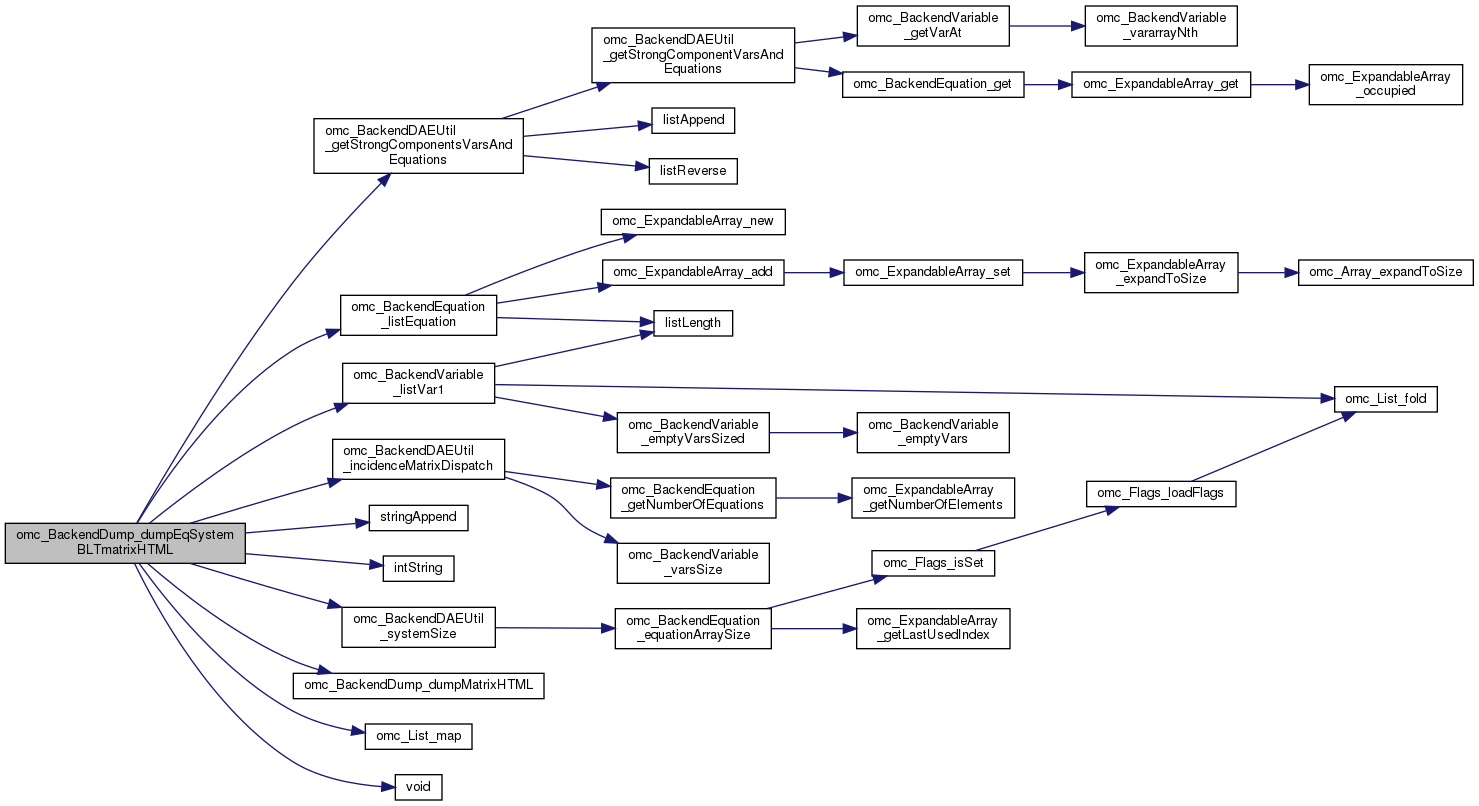 omc_BackendDump_dumpEqSystem
BLTmatrixHTML
omc_BackendDAEUtil
_getStrongComponentsVarsAnd
Equations
omc_BackendDAEUtil
_getStrongComponentVarsAnd
Equations
omc_BackendVariable
_getVarAt
omc_BackendVariable
_vararrayNth
omc_BackendEquation_get
omc_ExpandableArray_get
omc_ExpandableArray
_occupied
listAppend
listReverse
omc_BackendEquation
_listEquation
omc_ExpandableArray_new
omc_ExpandableArray_add
omc_ExpandableArray_set
omc_ExpandableArray
_expandToSize
omc_Array_expandToSize
listLength
omc_BackendVariable
_listVar1
omc_List_fold
omc_BackendVariable
_emptyVarsSized
omc_BackendVariable
_emptyVars
omc_BackendDAEUtil
_incidenceMatrixDispatch
omc_BackendEquation
_getNumberOfEquations
omc_ExpandableArray
_getNumberOfElements
omc_BackendVariable
_varsSize
stringAppend
intString
omc_BackendDAEUtil
_systemSize
omc_BackendEquation
_equationArraySize
omc_Flags_isSet
omc_Flags_loadFlags
omc_ExpandableArray
_getLastUsedIndex
omc_BackendDump_dumpMatrixHTML
omc_List_map
void